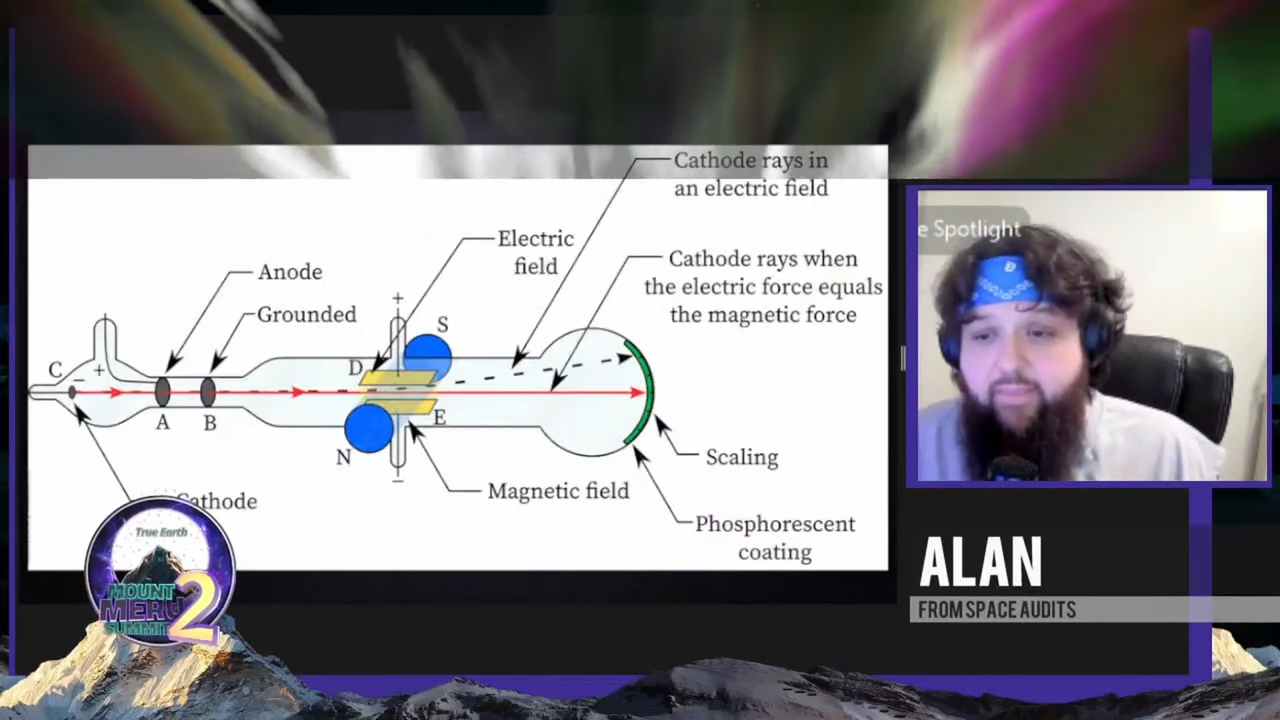 Cathode rays in
an electric field
Electric
field
Cathode rays when
the electric force equals
the magnetic force
Anode
Grounded
+
S
D
C
-
+
A
B
E
N
-
Scaling
Magnetic field
Cathode
Phosphorescent
coating
e Spotlight
ALAN
FROM SPACE AUDITS
True Earth
MOUNT
MERU
SUMMIT
2